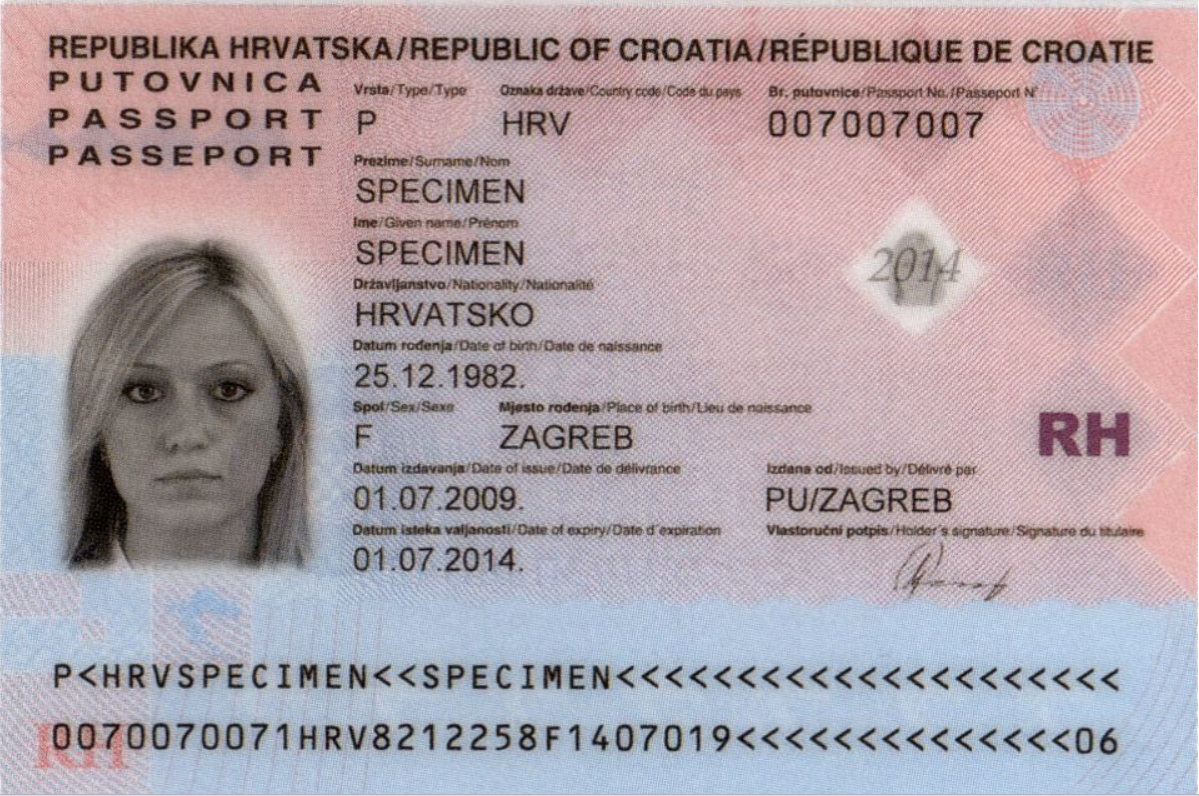 REPUBLIKA HRVATSKA/REPUBLIC OF CROATIA/RÉPUBLIQUE DE CROATIE
PUTOVNICA
PASSPORT
PASSEPORT
Vrsta/Type/Type Oznaka države/Country code/Code du pays Br. putovnice/Passport No./Passeport N°
P HRV 007007007
Prezime/Surname/Nom
SPECIMEN
Ime/Given name/Prénom
SPECIMEN
2014
Državljanstvo/Nationality/Nationalité
HRVATSKO
Datum rođenja/Date of birth/Date de naissance
25.12.1982.
Spol/Sex/Sexe Mjesto rođenja/Place of birth/Lieu de naissance
F ZAGREB
RH
Datum izdavanja/Date of issue/Date de délivrance Izdana od/Issued by/Délivré par
01.07.2009. PU/ZAGREB
Datum isteka valjanosti/Date of expiry/Date d'expiration Vlastoručni potpis/Holder's signature/Signature du titulaire
01.07.2014.
P<HRVSPECIMEN<<SPECIMEN<<<<<<<<<<<<<<<<<<<<<
0070070071HRV8212258F1407019<<<<<<<<<<<<<<06
RH